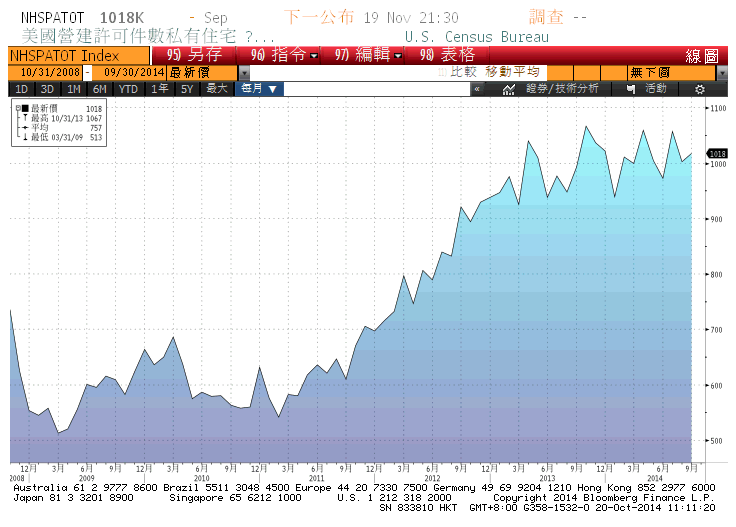 NHSPATOT 1018K - Sep 下一公布 19 Nov 21:30 調查 --
美國營建許可件數私有住宅 ?... U.S. Census Bureau
NHSPATOT Index 95) 另存 96) 指令 97) 編輯 98) 表格 線圖
10/31/2008 - 09/30/2014 最新價 比較 移動平均 無下價
1D 3D 1M 6M YTD 1年 5Y 最大 每月 ▼ « 證券/技術分析 活動
最新價 1018
最高 10/31/13 1067
平均 757
最低 03/31/09 513
1100
1018
1000
900
800
700
600
500
12月 3月 6月 9月 12月 3月 6月 9月 12月 3月 6月 9月 12月 3月 6月 9月 12月 3月 6月 9月 12月 3月 6月 9月
2008 2009 2010 2011 2012 2013 2014
Australia 61 2 9777 8600 Brazil 5511 3048 4500 Europe 44 20 7330 7500 Germany 49 69 9204 1210 Hong Kong 852 2977 6000
Japan 81 3 3201 8900 Singapore 65 6212 1000 U.S. 1 212 318 2000 Copyright 2014 Bloomberg Finance L.P.
SN 833810 HKT GMT+8:00 G358-1532-0 20-Oct-2014 11:11:20